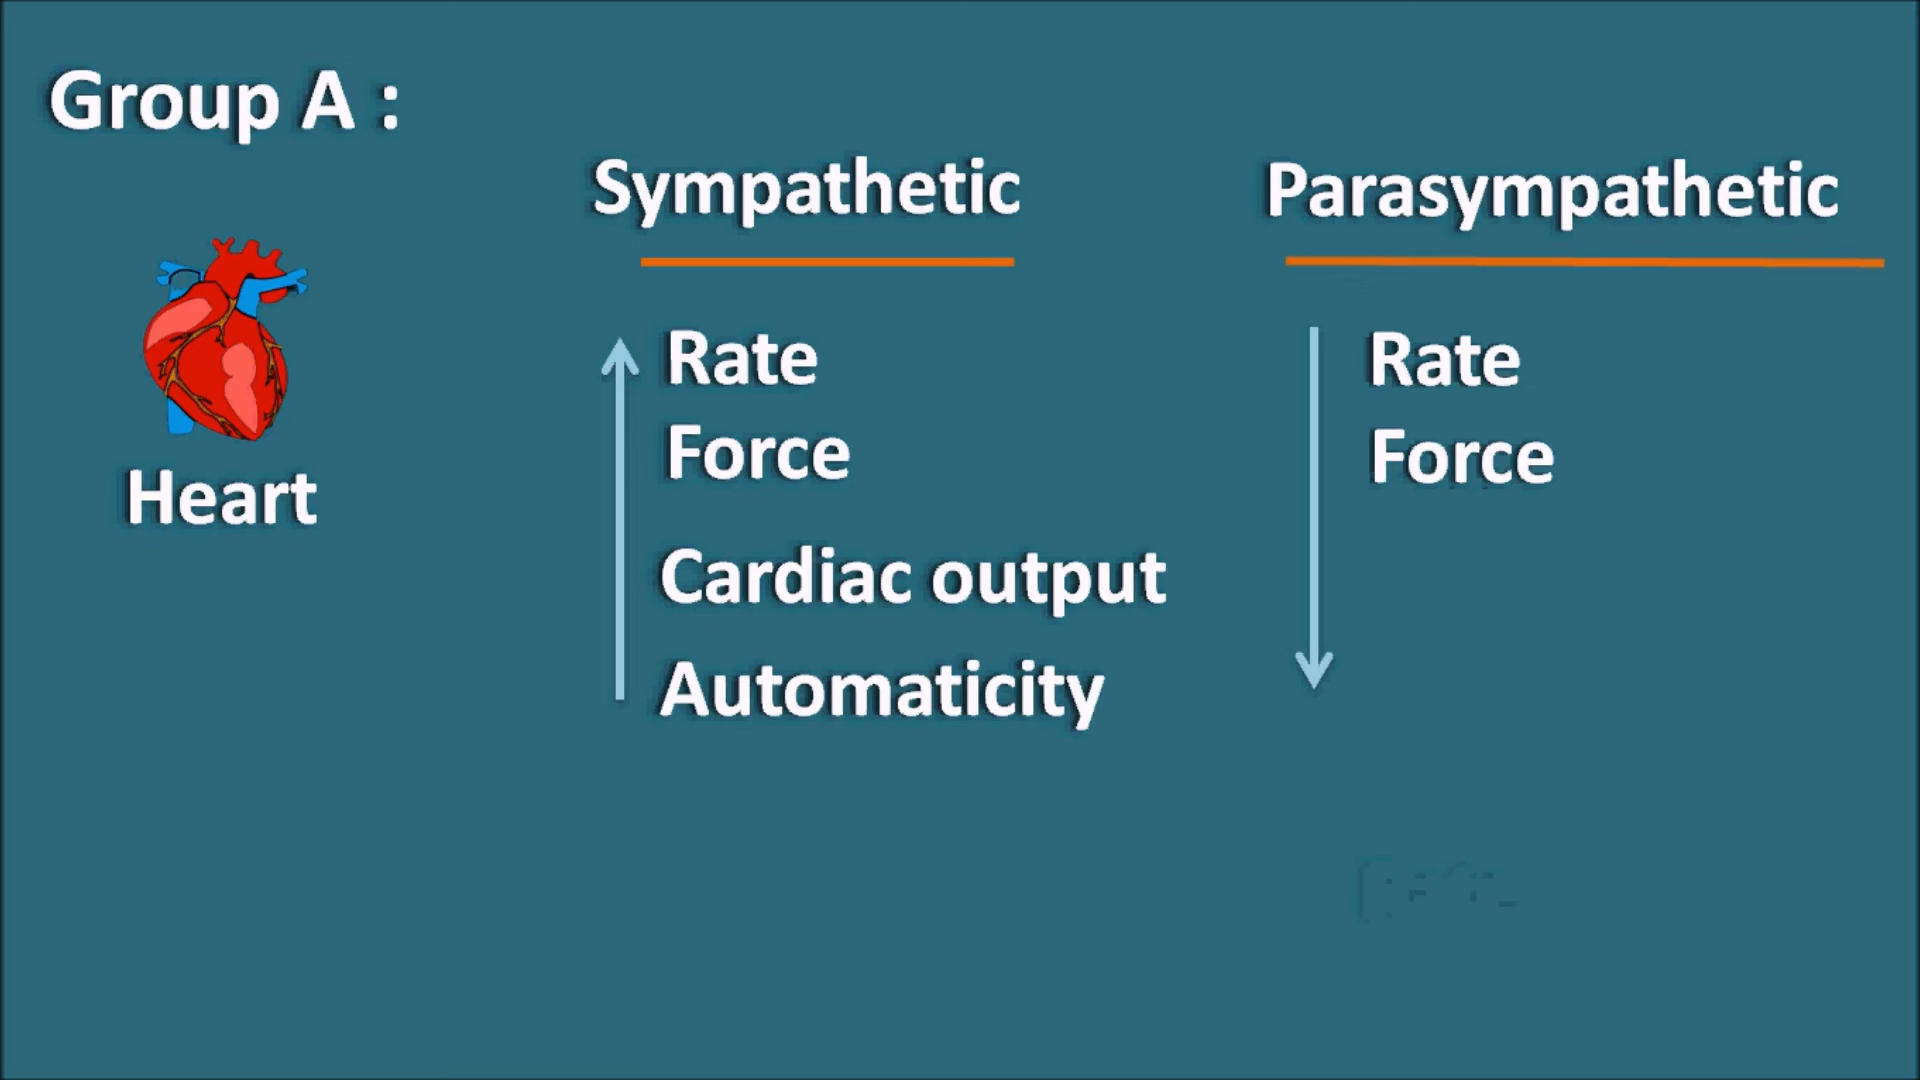 Group A :
Sympathetic
Parasympathetic
Heart
Rate
Force
Cardiac output
Automaticity
Rate
Force